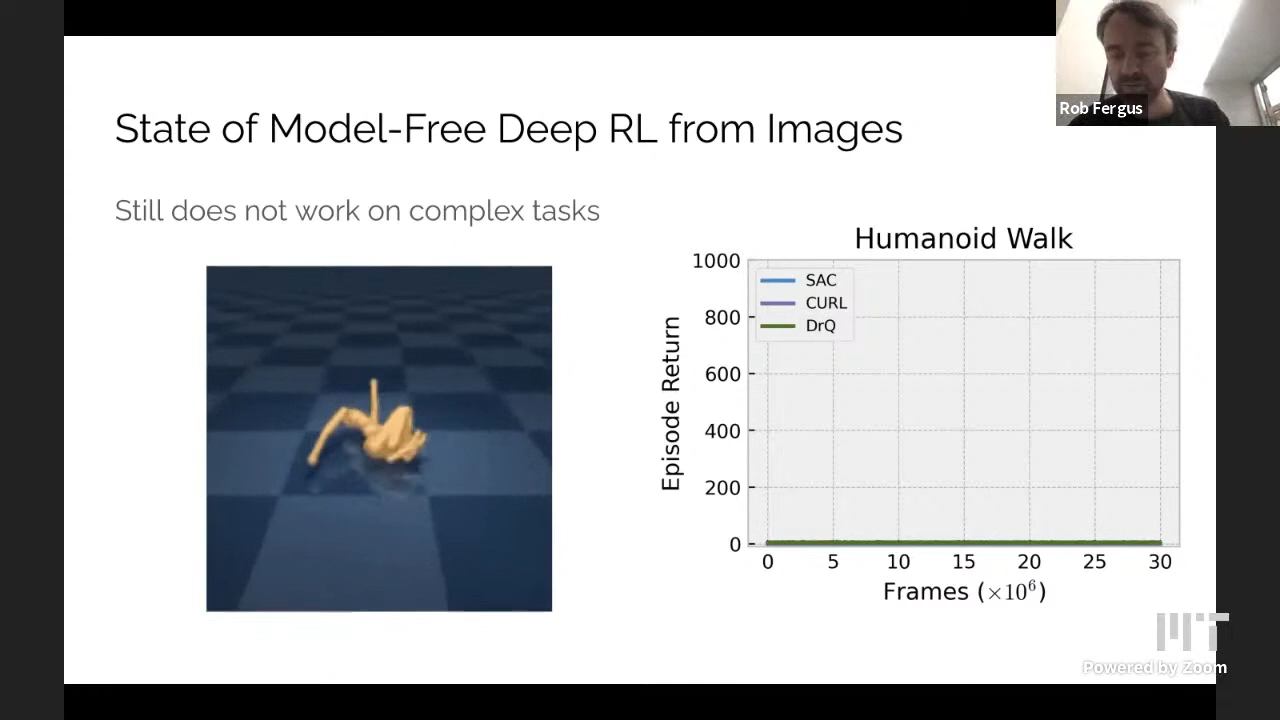 State of Model-Free Deep RL from Images
Rob Fergus
Still does not work on complex tasks
Humanoid Walk
1000
800
600
400
200
0
Episode Return
SAC
CURL
DrQ
0 5 10 15 20 25 30
Frames (×10⁶)
MIT
Powered by Zoom